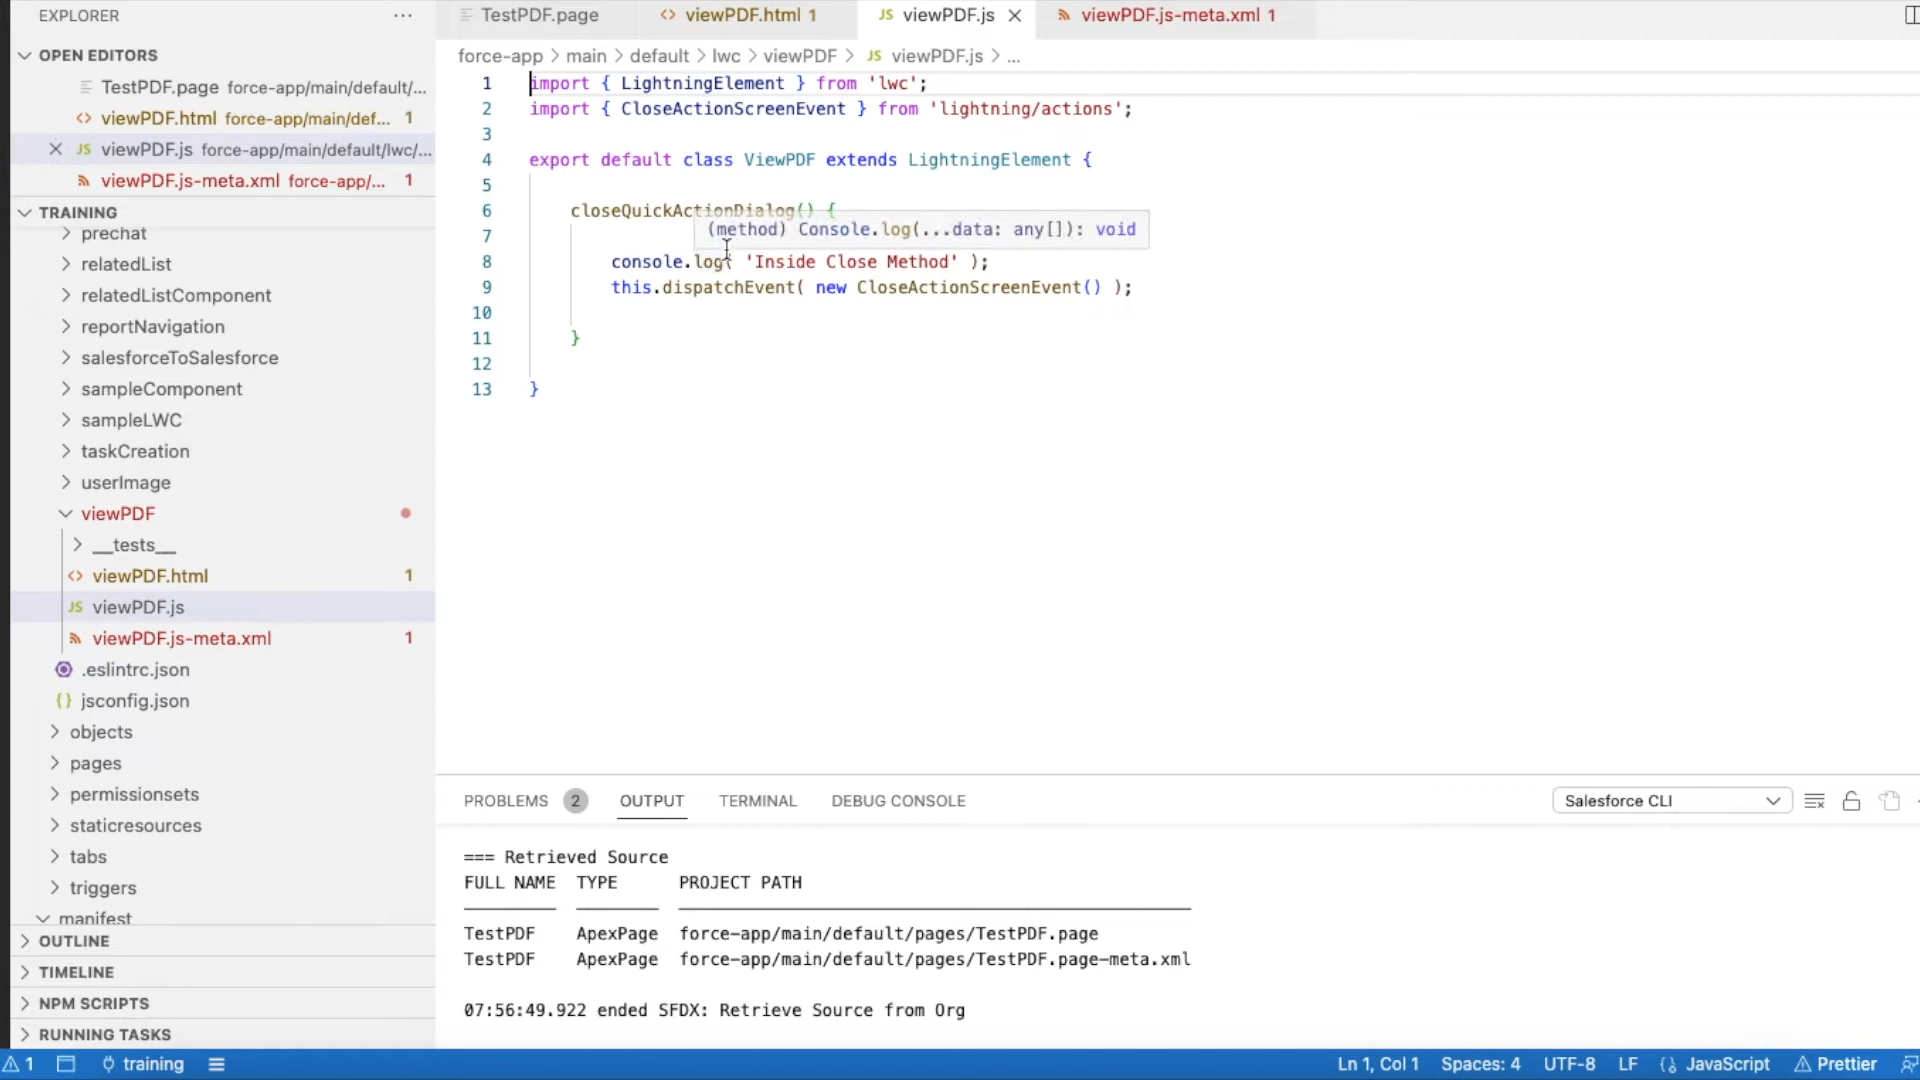 EXPLORER
OPEN EDITORS
TestPDF.page force-app/main/default/...
viewPDF.html force-app/main/def... 1
JS viewPDF.js force-app/main/default/lwc/...
viewPDF.js-meta.xml force-app/... 1
TRAINING
prechat
relatedList
relatedListComponent
reportNavigation
salesforceToSalesforce
sampleComponent
sampleLWC
taskCreation
userImage
viewPDF
__tests__
viewPDF.html 1
JS viewPDF.js
viewPDF.js-meta.xml 1
.eslintrc.json
{} jsconfig.json
objects
pages
permissionsets
staticresources
tabs
triggers
manifest
OUTLINE
TIMELINE
NPM SCRIPTS
RUNNING TASKS
TestPDF.page
viewPDF.html 1
JS viewPDF.js
viewPDF.js-meta.xml 1
force-app > main > default > lwc > viewPDF > JS viewPDF.js > ...
1 import { LightningElement } from 'lwc';
2 import { CloseActionScreenEvent } from 'lightning/actions';
3
4 export default class ViewPDF extends LightningElement {
5
6 closeQuickActionDialog() {
(method) Console.log(...data: any[]): void
7
8 console.log( 'Inside Close Method' );
9 this.dispatchEvent( new CloseActionScreenEvent() );
10
11 }
12
13 }
PROBLEMS 2 OUTPUT TERMINAL DEBUG CONSOLE
Salesforce CLI
=== Retrieved Source
FULL NAME TYPE PROJECT PATH
TestPDF ApexPage force-app/main/default/pages/TestPDF.page
TestPDF ApexPage force-app/main/default/pages/TestPDF.page-meta.xml
07:56:49.922 ended SFDX: Retrieve Source from Org
1 training
Ln 1, Col 1 Spaces: 4 UTF-8 LF JavaScript Prettier